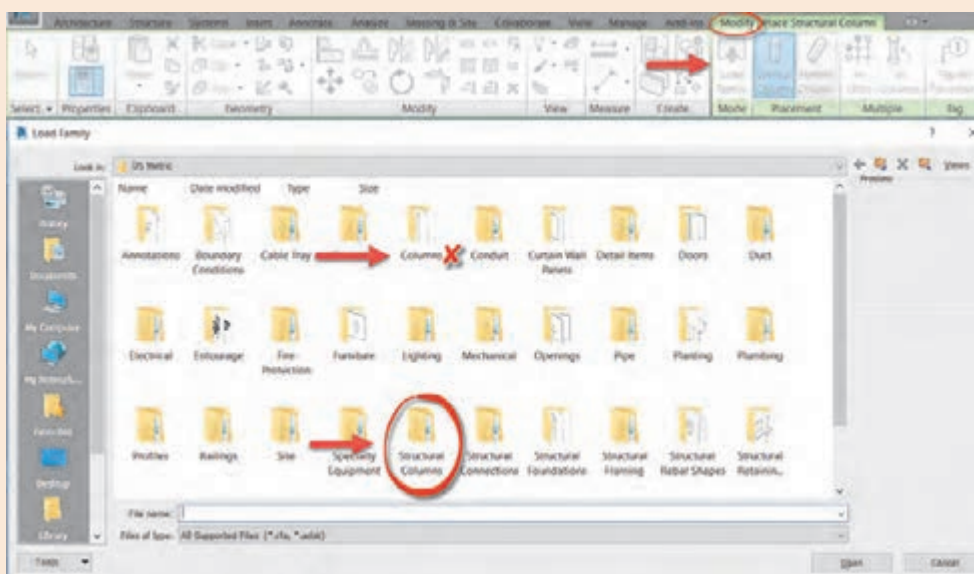 Architecture Structure Systems Insert Annotate Analyze Massing & Site Collaborate View Manage Add-Ins Modify | Place Structural Column
Select Properties Clipboard Geometry Modify View Measure Create Mode Placement Multiple Tag
Load Family
Look in: US Metric Views
Name Date modified Type Size Preview
History
Documents
My Computer
My Network...
Favorites
Desktop
Library
Annotations Boundary Conditions Cable Tray Columns Conduit Curtain Wall Panels Detail Items Doors Duct
Electrical Entourage Fire Protection Furniture Lighting Mechanical Openings Pipe Planting Plumbing
Profiles Railings Site Specialty Equipment Structural Columns Structural Connections Structural Foundations Structural Framing Structural Rebar Shapes Structural Retainin...
File name:
Files of type: All Supported Files (*.rfa, *.adsk)
Tools Open Cancel